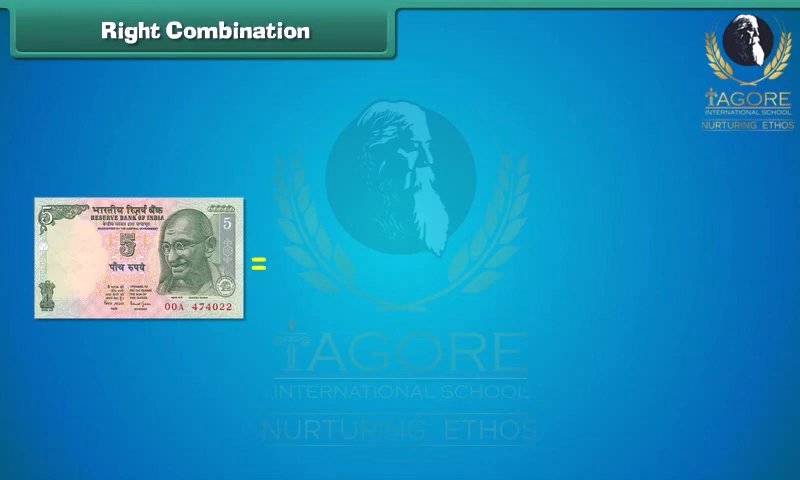 Right Combination
TAGORE
INTERNATIONAL SCHOOL
NURTURING ETHOS
5
भारतीय रिज़र्व बैंक
RESERVE BANK OF INDIA
5
5
पाँच रुपये
00A 474022
=
TAGORE
INTERNATIONAL SCHOOL
NURTURING ETHOS